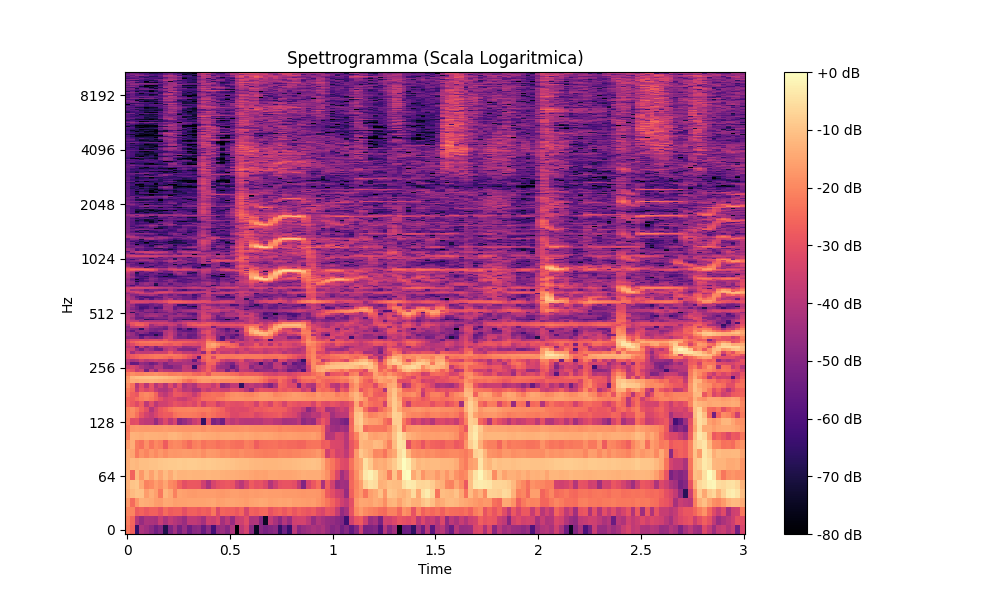 Spettrogramma (Scala Logaritmica)
Hz
8192
4096
2048
1024
512
256
128
64
0
0
0.5
1
1.5
2
2.5
3
Time
+0 dB
-10 dB
-20 dB
-30 dB
-40 dB
-50 dB
-60 dB
-70 dB
-80 dB